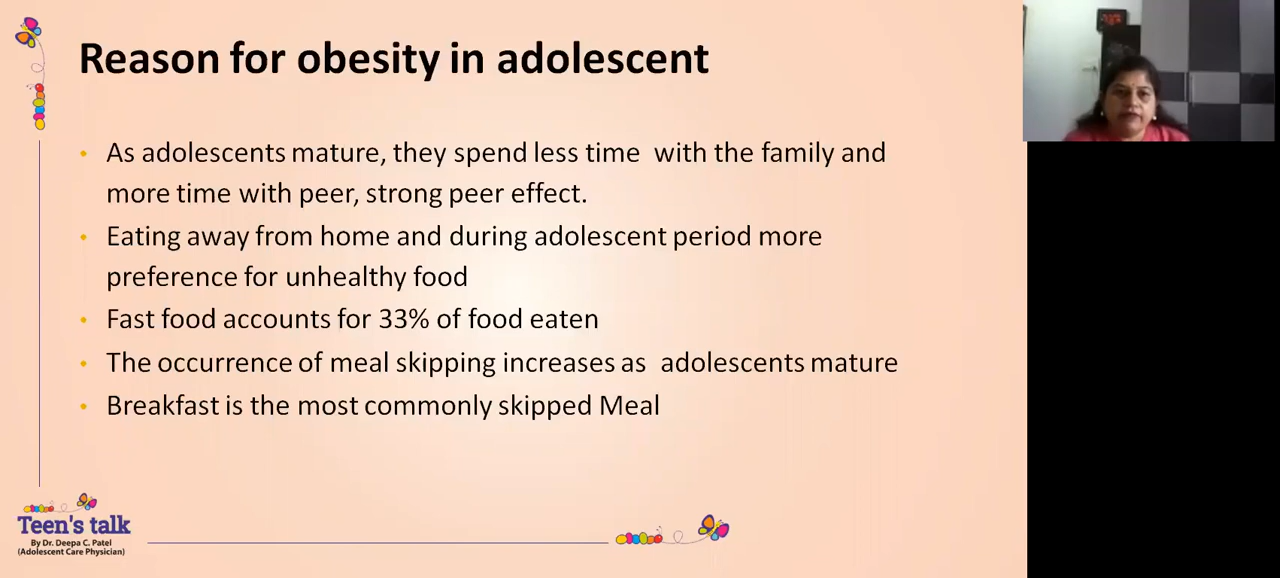 Reason for obesity in adolescent
• As adolescents mature, they spend less time with the family and
more time with peer, strong peer effect.
• Eating away from home and during adolescent period more
preference for unhealthy food
• Fast food accounts for 33% of food eaten
• The occurrence of meal skipping increases as adolescents mature
• Breakfast is the most commonly skipped Meal
Teen's talk
By Dr. Deepa C. Patel
(Adolescent Care Physician)